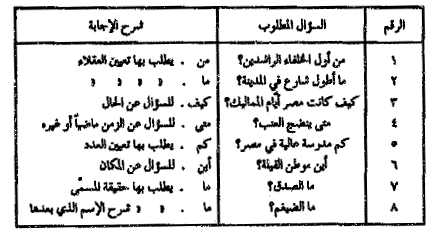 الرقم السؤال المطلوب شرح الإجابة
١ من أول الخلفاء الراشدين؟ من . يطلب بها تعيين العقلاء
٢ ما أطول شارع في المدينة؟ ما . د د د د
٣ كيف كانت مصر أيام المماليك؟ كيف . للسؤال عن الحال
٤ متى ينضج العنب؟ متى . للسؤال عن الزمن ماضياً أو غيره
٥ كم مدرسة عالية في مصر؟ كم . يطلب بها تعيين العدد
٦ أين موطن الفيلة؟ أين . للسؤال عن المكان
٧ ما الصدق؟ ما . يطلب بها حقيقة المسمّى
٨ ما الضيغم؟ ما . د د شرح الإسم الذي بعدها